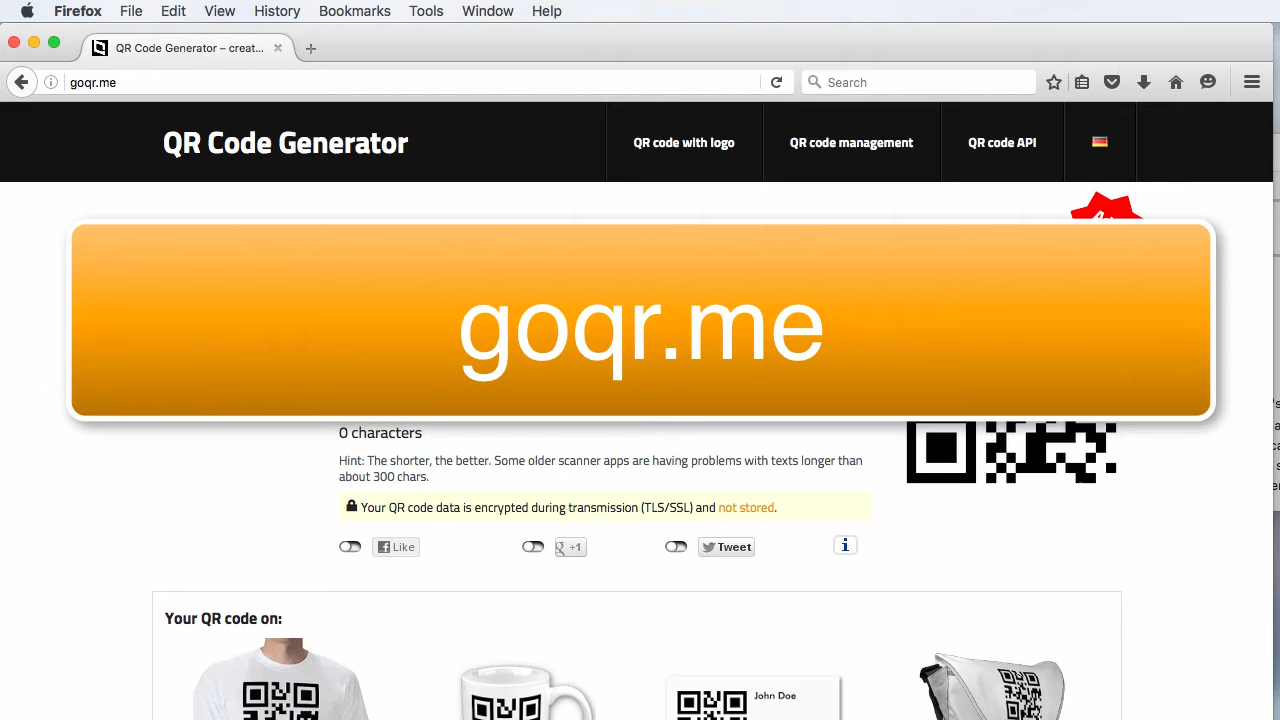 Firefox File Edit View History Bookmarks Tools Window Help
QR Code Generator – creat...
goqr.me
Search
QR Code Generator
QR code with logo
QR code management
QR code API
goqr.me
0 characters
Hint: The shorter, the better. Some older scanner apps are having problems with texts longer than
about 300 chars.
Your QR code data is encrypted during transmission (TLS/SSL) and not stored.
Like
+1
Tweet
i
Your QR code on:
John Doe